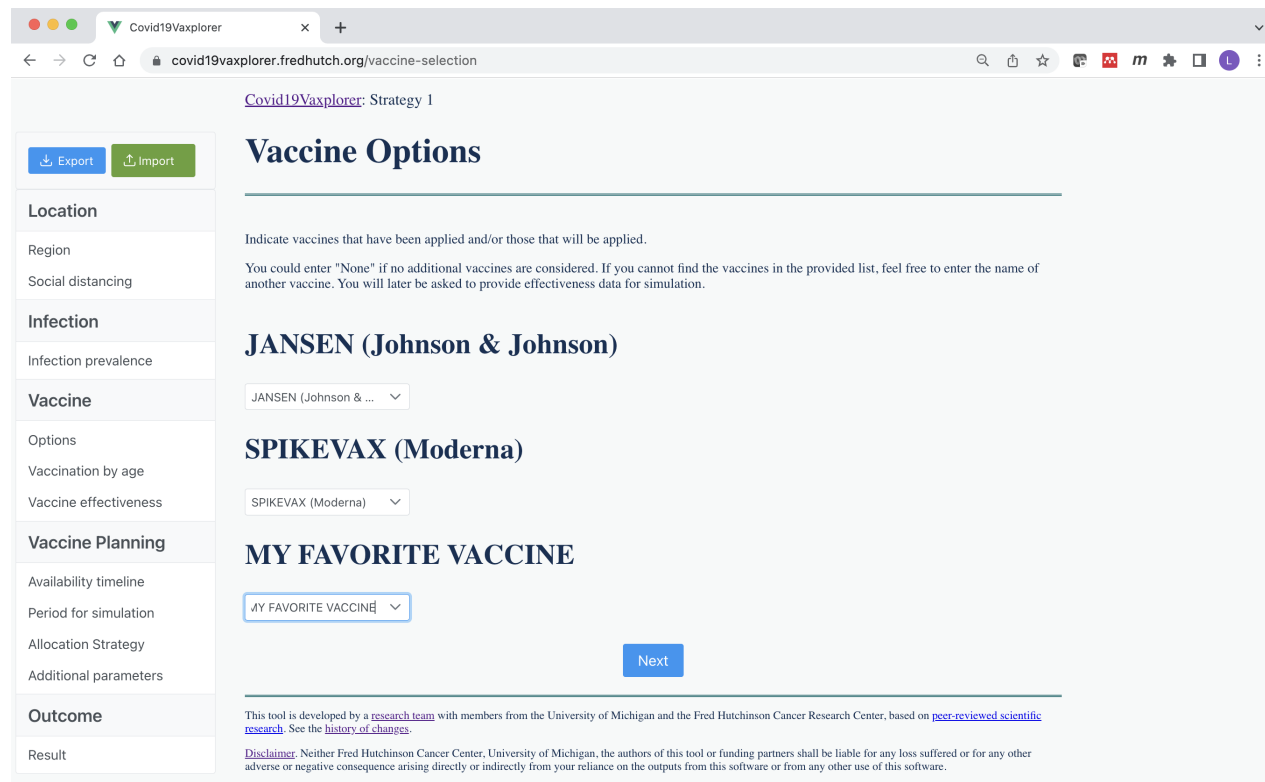 Covid19Vaxplorer
covid19vaxplorer.fredhutch.org/vaccine-selection
m
L
Covid19Vaxplorer: Strategy 1
Export
Import
Location
Region
Social distancing
Infection
Infection prevalence
Vaccine
Options
Vaccination by age
Vaccine effectiveness
Vaccine Planning
Availability timeline
Period for simulation
Allocation Strategy
Additional parameters
Outcome
Result
Vaccine Options
Indicate vaccines that have been applied and/or those that will be applied.
You could enter "None" if no additional vaccines are considered. If you cannot find the vaccines in the provided list, feel free to enter the name of
another vaccine. You will later be asked to provide effectiveness data for simulation.
JANSEN (Johnson & Johnson)
JANSEN (Johnson & ...
SPIKEVAX (Moderna)
SPIKEVAX (Moderna)
MY FAVORITE VACCINE
MY FAVORITE VACCINE
Next
This tool is developed by a research team with members from the University of Michigan and the Fred Hutchinson Cancer Research Center, based on peer-reviewed scientific
research. See the history of changes.
Disclaimer. Neither Fred Hutchinson Cancer Center, University of Michigan, the authors of this tool or funding partners shall be liable for any loss suffered or for any other
adverse or negative consequence arising directly or indirectly from your reliance on the outputs from this software or from any other use of this software.